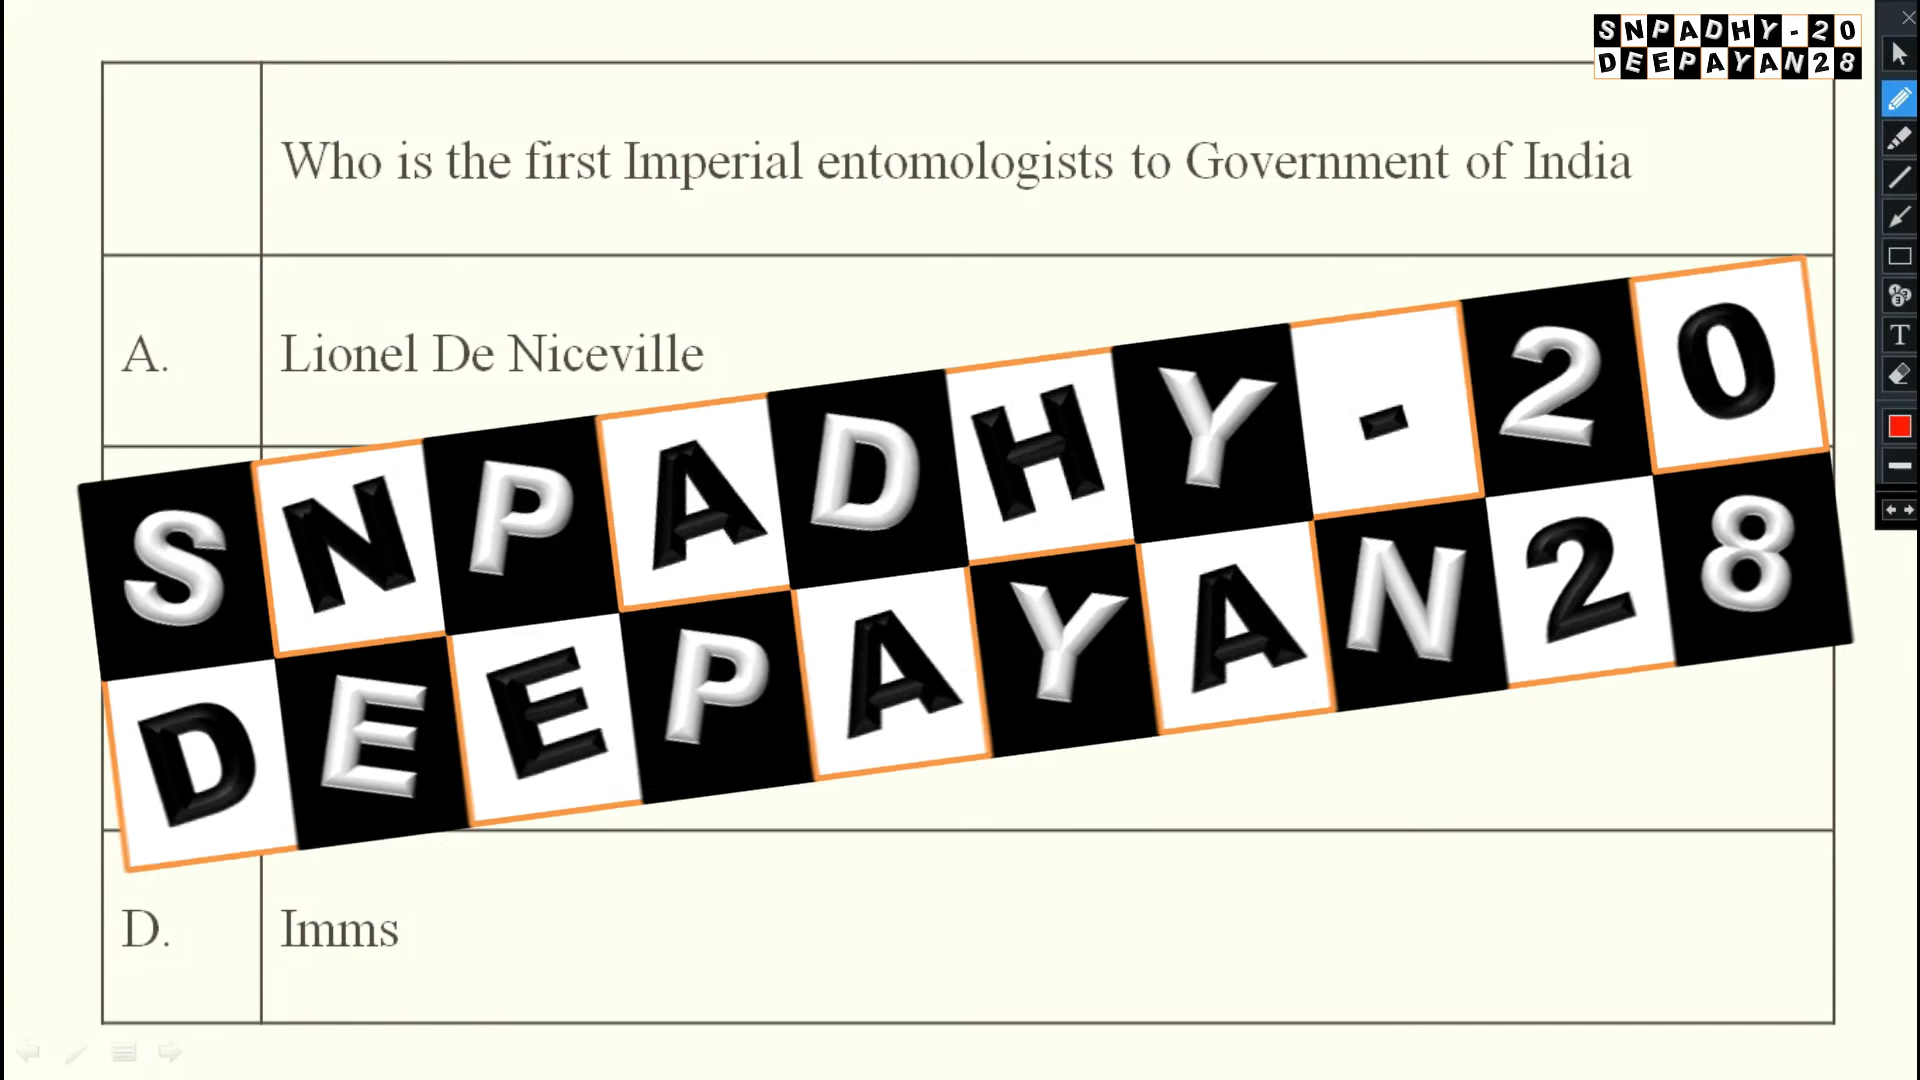 SNPADHY-20
DEEPAYAN28
Who is the first Imperial entomologists to Government of India
A. Lionel De Niceville
SNPADHY-20
DEEPAYAN28
D. Imms
T